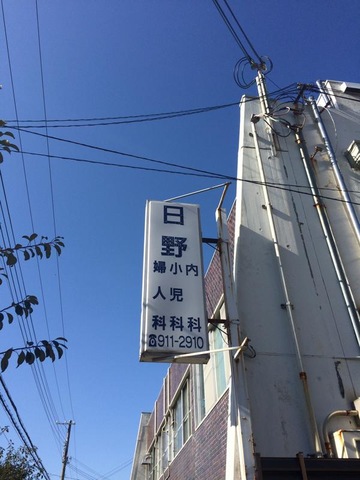 日野
内科
小児科
婦人科
☎911-2910